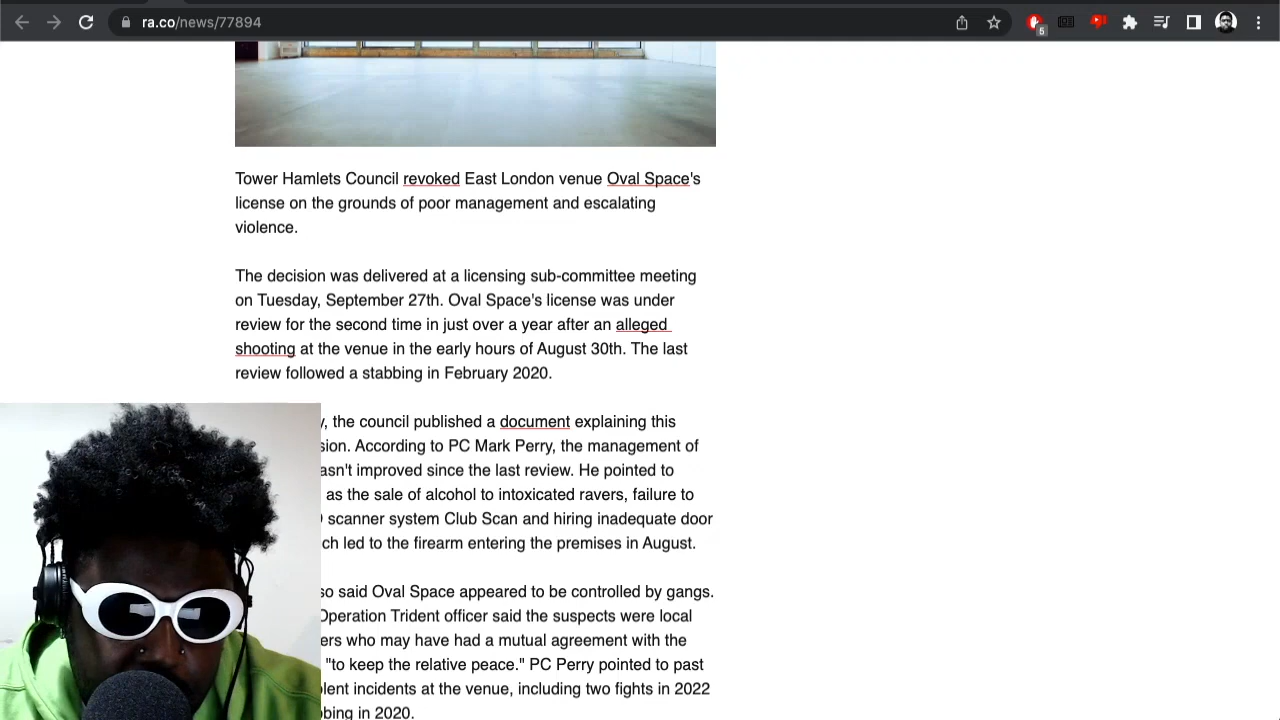 ra.co/news/77894
5
Tower Hamlets Council revoked East London venue Oval Space's
license on the grounds of poor management and escalating
violence.
The decision was delivered at a licensing sub-committee meeting
on Tuesday, September 27th. Oval Space's license was under
review for the second time in just over a year after an alleged
shooting at the venue in the early hours of August 30th. The last
review followed a stabbing in February 2020.
, the council published a document explaining this
According to PC Mark Perry, the management of
since the last review. He pointed to
as the sale of alcohol to intoxicated ravers, failure to
scanner system Club Scan and hiring inadequate door
led to the firearm entering the premises in August.
said Oval Space appeared to be controlled by gangs.
Operation Trident officer said the suspects were local
who may have had a mutual agreement with the
"to keep the relative peace." PC Perry pointed to past
incidents at the venue, including two fights in 2022
in 2020.